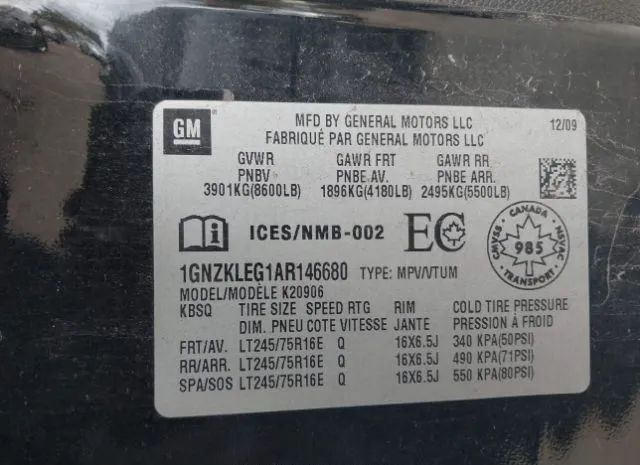 GM
MFD BY GENERAL MOTORS LLC 12/09
FABRIQUÉ PAR GENERAL MOTORS LLC
GVWR GAWR FRT GAWR RR
PNBV PNBE AV. PNBE ARR.
3901KG(8600LB) 1896KG(4180LB) 2495KG(5500LB)
ICES/NMB-002 EC
CANADA
CMVSS 985 NSVAC
TRANSPORT
1GNZKLEG1AR146680 TYPE: MPV/VTUM
MODEL/MODÈLE K20906
KBSQ TIRE SIZE SPEED RTG RIM COLD TIRE PRESSURE
DIM. PNEU COTE VITESSE JANTE PRESSION À FROID
FRT/AV. LT245/75R16E Q 16X6.5J 340 KPA(50PSI)
RR/ARR. LT245/75R16E Q 16X6.5J 490 KPA(71PSI)
SPA/SOS LT245/75R16E Q 16X6.5J 550 KPA(80PSI)